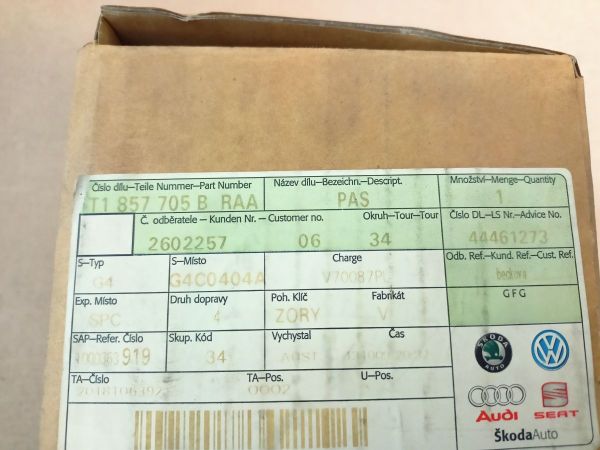 Číslo dílu–Teile Nummer–Part Number Název dílu–Bezeichn.–Descript. Množství–Menge–Quantity
T1 857 705 B RAA PAS 1
Č. odběratele – Kunden Nr. – Customer no. Okruh–Tour–Tour Číslo DL.–LS Nr.–Advice No.
2602257 06 34 44461273
S–Typ S–Místo Charge Odb. Ref.–Kund. Ref.–Cust. Ref.
G4 G4C0404A V70087PL
GFG
Exp. Místo Druh dopravy Poh. Klíč Fabrikát
SPC 4 ZORY V
SAP–Refer. Číslo Skup. Kód Vychystal Čas
919 34
TA–Číslo TA–Pos. U–Pos.
0002
SKODA
AUTO
Audi SEAT
ŠkodaAuto